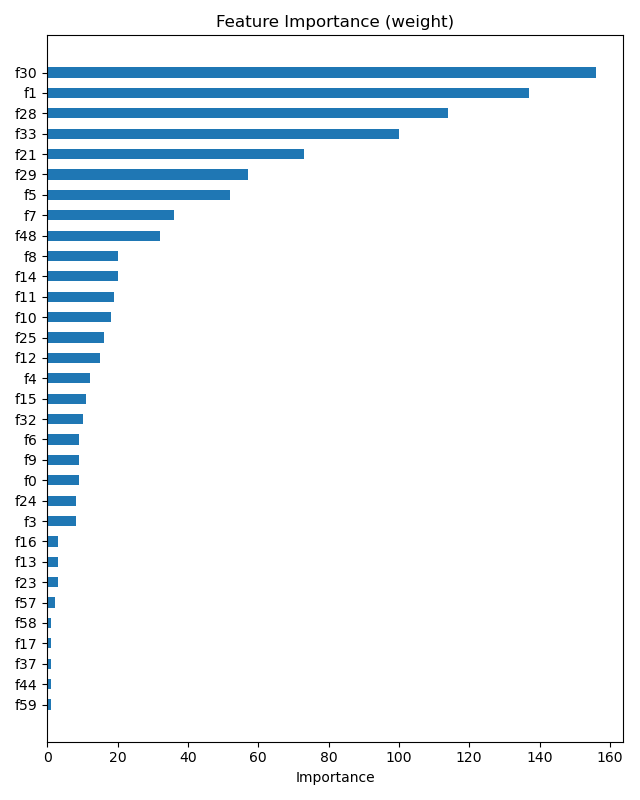 Feature Importance (weight)
f30
f1
f28
f33
f21
f29
f5
f7
f48
f8
f14
f11
f10
f25
f12
f4
f15
f32
f6
f9
f0
f24
f3
f16
f13
f23
f57
f58
f17
f37
f44
f59
0 20 40 60 80 100 120 140 160
Importance